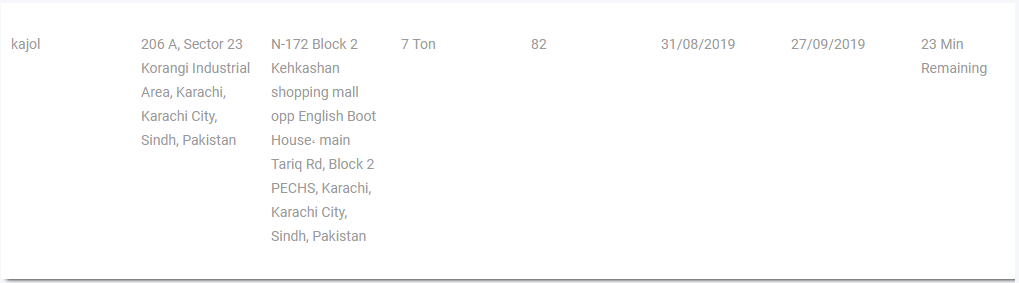 kajol
206 A, Sector 23
Korangi Industrial
Area, Karachi,
Karachi City,
Sindh, Pakistan
N-172 Block 2
Kehkashan
shopping mall
opp English Boot
House۔ main
Tariq Rd, Block 2
PECHS, Karachi,
Karachi City,
Sindh, Pakistan
7 Ton
82
31/08/2019
27/09/2019
23 Min
Remaining